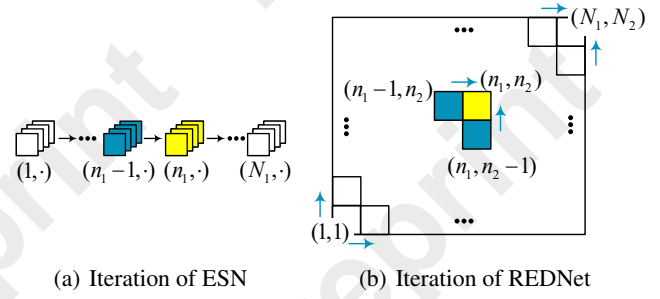 (1,·) ··· (n₁−1,·) (n₁,·) ··· (N₁,·)
(a) Iteration of ESN
(N₁,N₂)
···
(n₁−1,n₂) (n₁,n₂)
(n₁,n₂−1)
(1,1)
···
(b) Iteration of REDNet
preprint